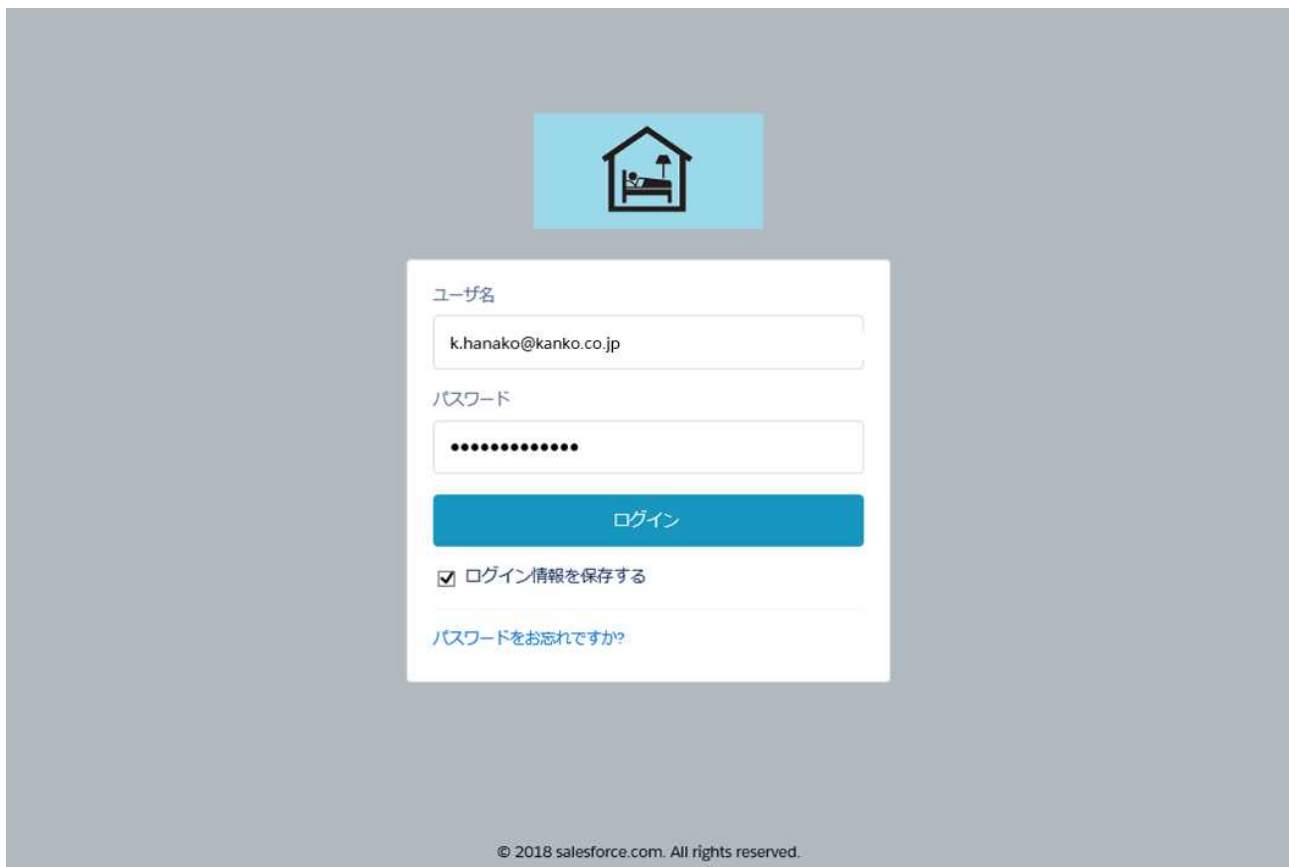 ユーザ名
k.hanako@kanko.co.jp
パスワード
•••••••••••••
ログイン
ログイン情報を保存する
パスワードをお忘れですか?
© 2018 salesforce.com. All rights reserved.